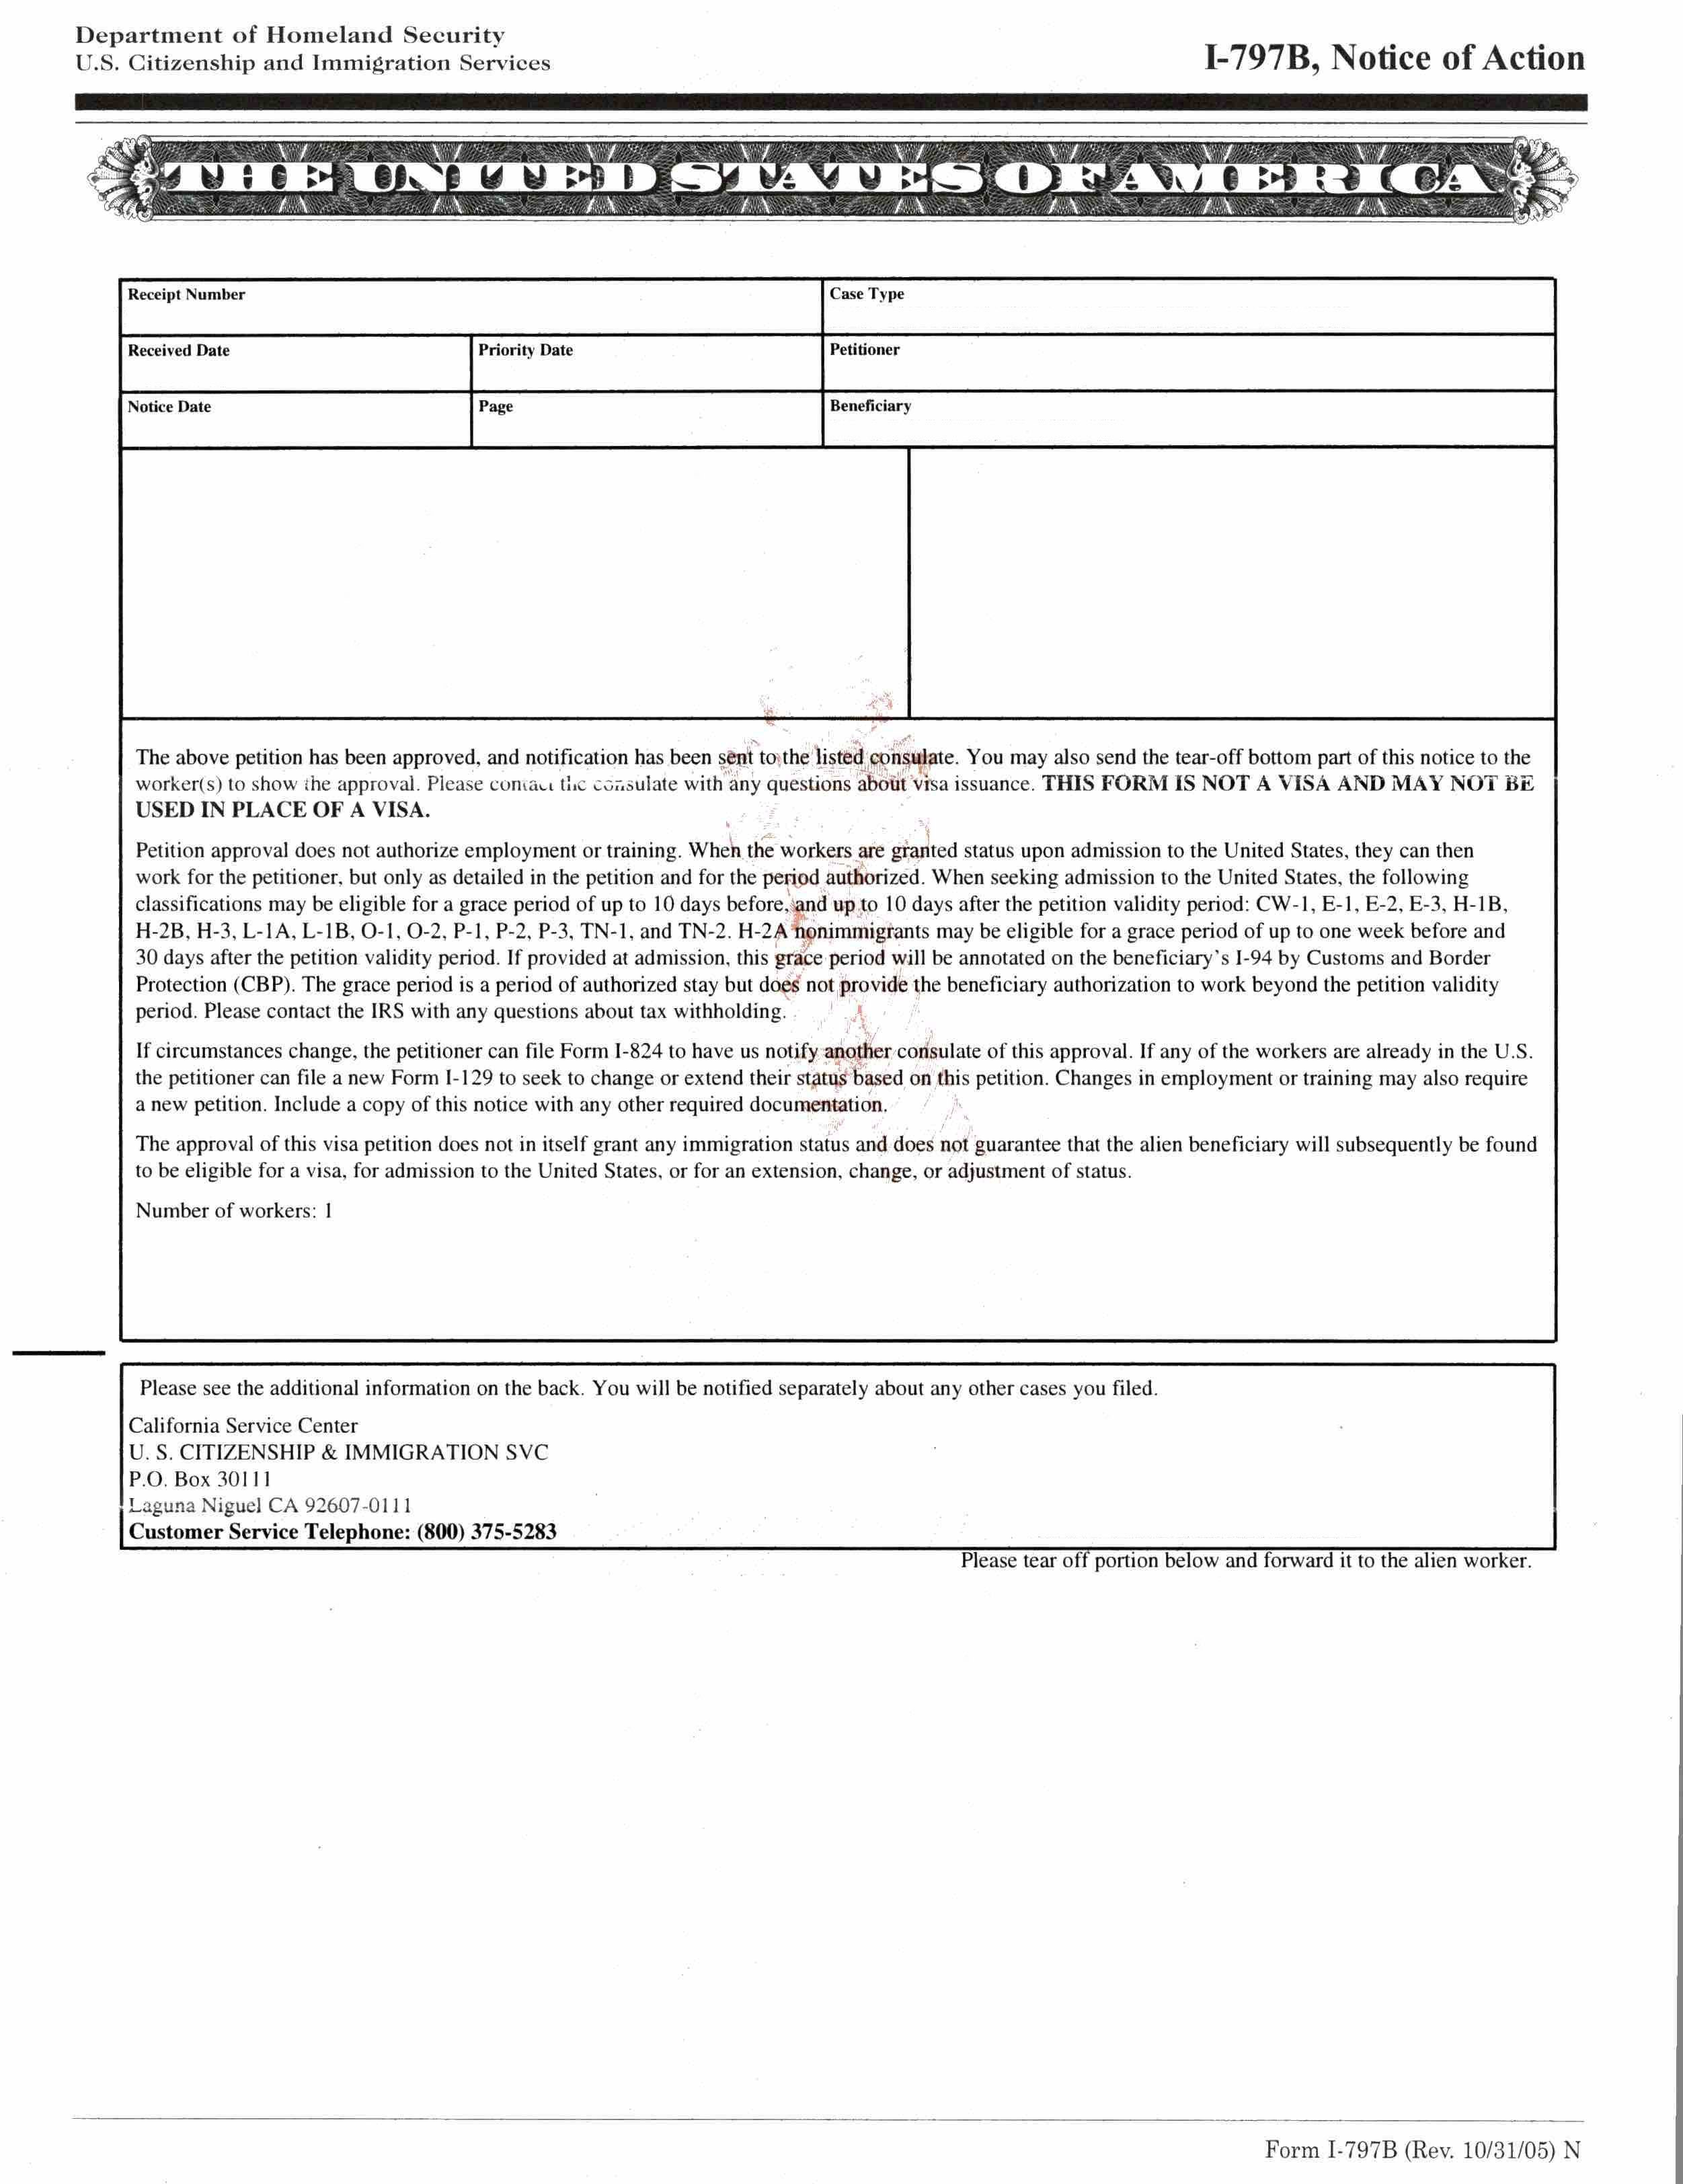 Department of Homeland Security
U.S. Citizenship and Immigration Services
I-797B, Notice of Action
THE UNITED STATES OF AMERICA
Receipt Number
Case Type
Received Date
Priority Date
Petitioner
Notice Date
Page
Beneficiary
The above petition has been approved, and notification has been sent to the listed consulate. You may also send the tear-off bottom part of this notice to the
worker(s) to show the approval. Please contact the consulate with any questions about visa issuance. THIS FORM IS NOT A VISA AND MAY NOT BE
USED IN PLACE OF A VISA.
Petition approval does not authorize employment or training. When the workers are granted status upon admission to the United States, they can then
work for the petitioner, but only as detailed in the petition and for the period authorized. When seeking admission to the United States, the following
classifications may be eligible for a grace period of up to 10 days before, and up to 10 days after the petition validity period: CW-1, E-1, E-2, E-3, H-1B,
H-2B, H-3, L-1A, L-1B, O-1, O-2, P-1, P-2, P-3, TN-1, and TN-2. H-2A nonimmigrants may be eligible for a grace period of up to one week before and
30 days after the petition validity period. If provided at admission, this grace period will be annotated on the beneficiary's I-94 by Customs and Border
Protection (CBP). The grace period is a period of authorized stay but does not provide the beneficiary authorization to work beyond the petition validity
period. Please contact the IRS with any questions about tax withholding.
If circumstances change, the petitioner can file Form I-824 to have us notify another consulate of this approval. If any of the workers are already in the U.S.
the petitioner can file a new Form I-129 to seek to change or extend their status based on this petition. Changes in employment or training may also require
a new petition. Include a copy of this notice with any other required documentation.
The approval of this visa petition does not in itself grant any immigration status and does not guarantee that the alien beneficiary will subsequently be found
to be eligible for a visa, for admission to the United States, or for an extension, change, or adjustment of status.
Number of workers: 1
Please see the additional information on the back. You will be notified separately about any other cases you filed.
California Service Center
U. S. CITIZENSHIP & IMMIGRATION SVC
P.O. Box 30111
Laguna Niguel CA 92607-0111
Customer Service Telephone: (800) 375-5283
Please tear off portion below and forward it to the alien worker.
Form I-797B (Rev. 10/31/05) N